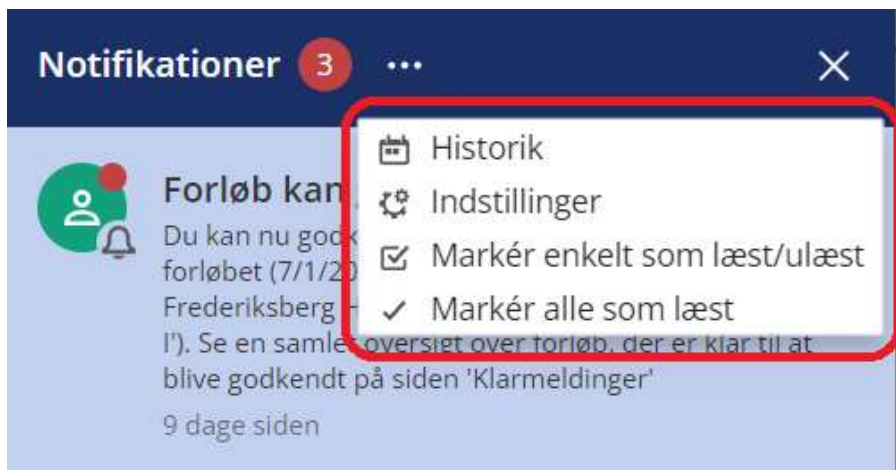 Notifikationer 3 ...
Historik
Indstillinger
Markér enkelt som læst/ulæst
Markér alle som læst
Forløb kan
Du kan nu
forløbet (7/1/20
Frederiksberg
I'). Se en samlet oversigt over forløb, der er klar til at
blive godkendt på siden 'Klarmeldinger'
9 dage siden